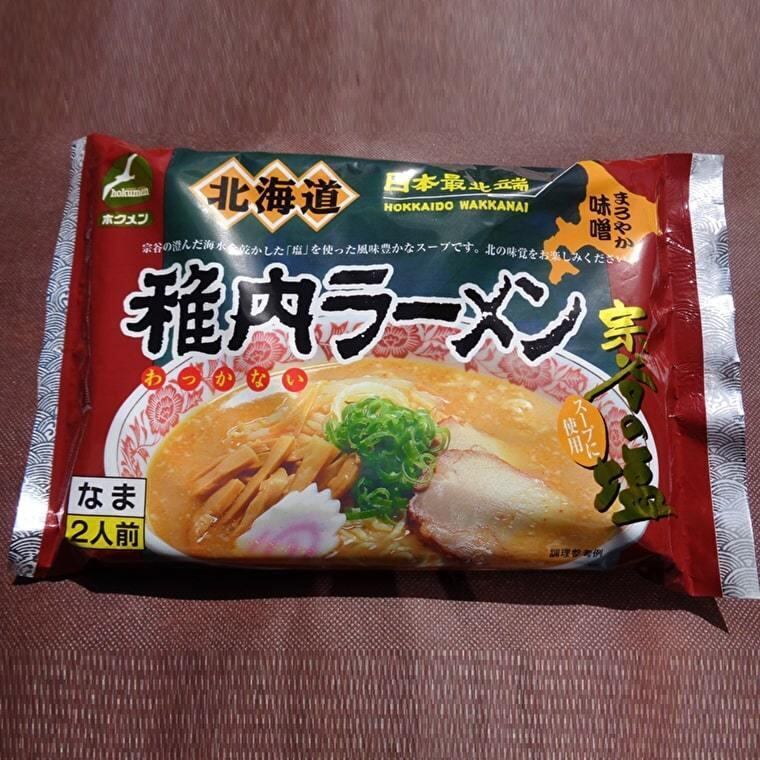 hokumen
ホクメン
北海道
日本最北端
HOKKAIDO WAKKANAI
まろやか
味噌
宗谷の澄んだ海水を乾かした「塩」を使った風味豊かなスープです。北の味覚をお楽しみください
稚内ラーメン
わっかない
宗谷の塩
スープに
使用
なま
2人前
調理参考例